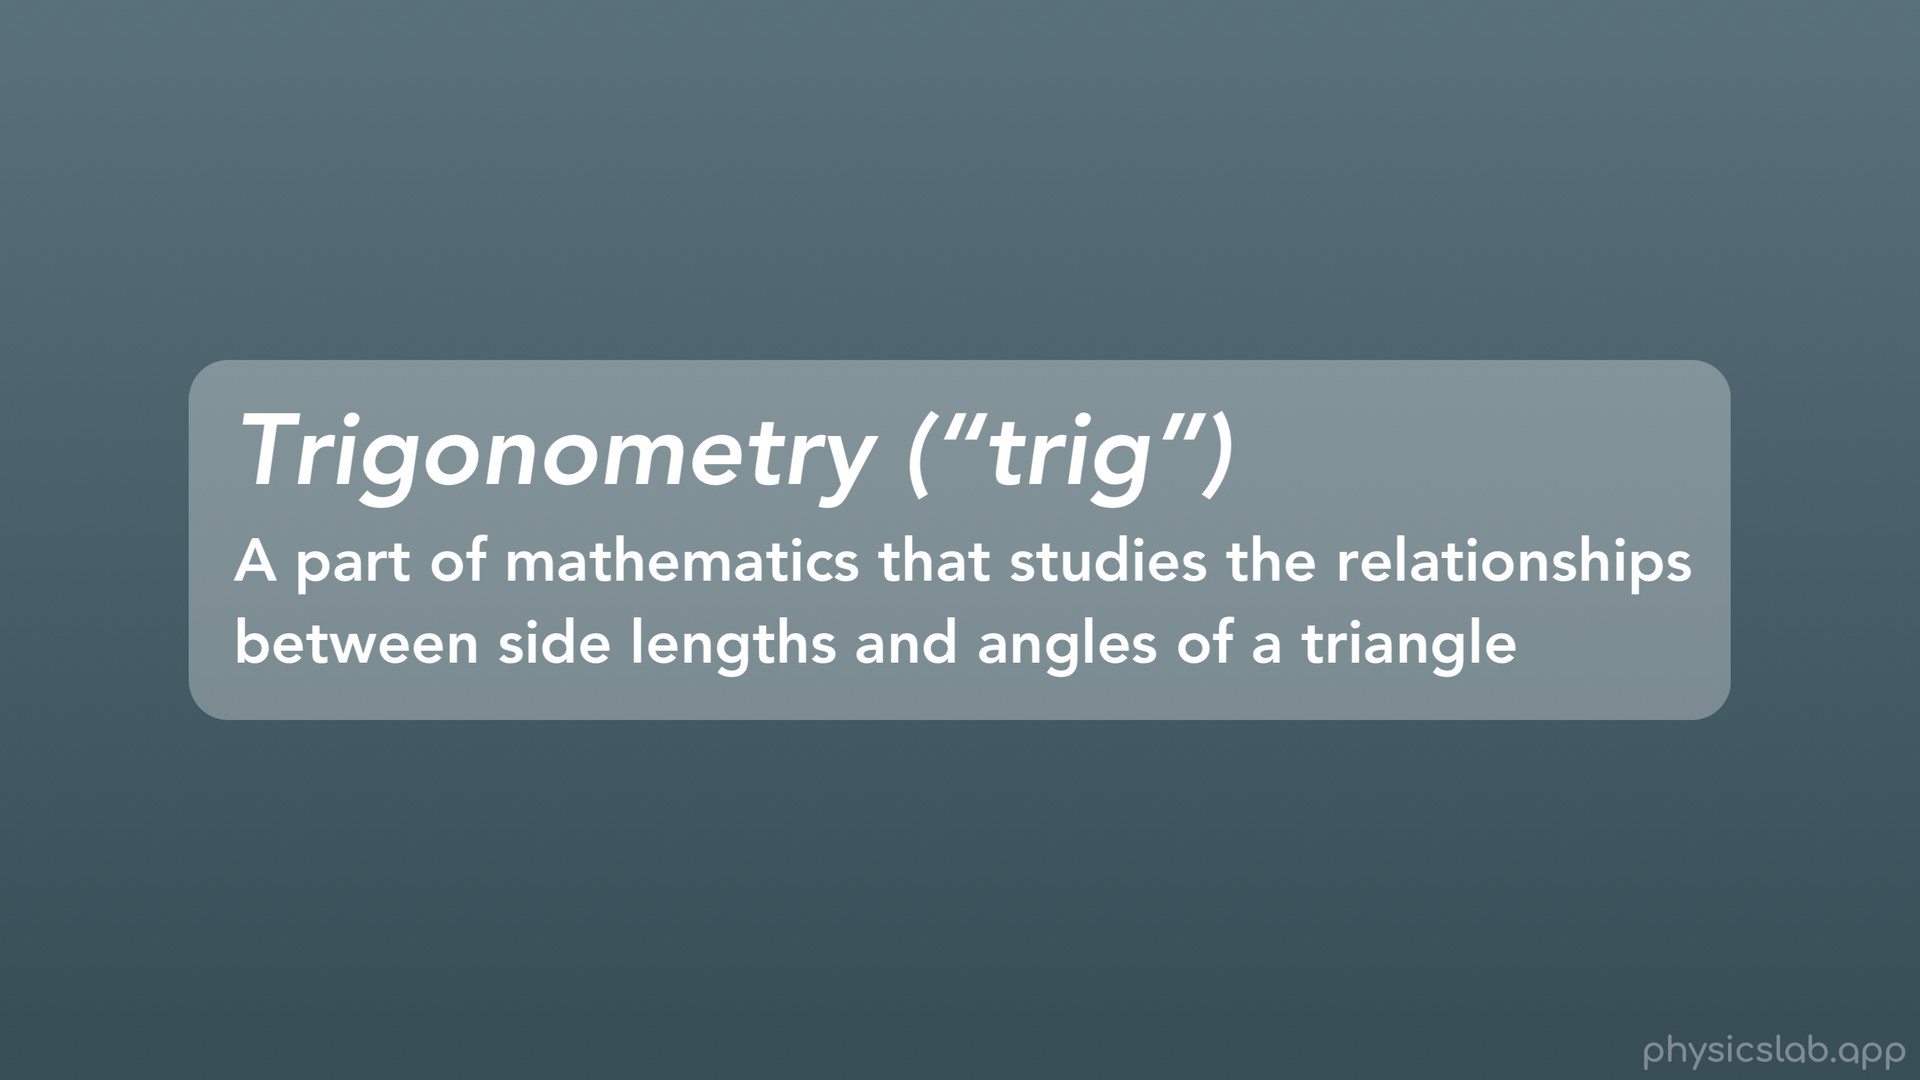 Trigonometry (“trig”)
A part of mathematics that studies the relationships
between side lengths and angles of a triangle
physicslab.app